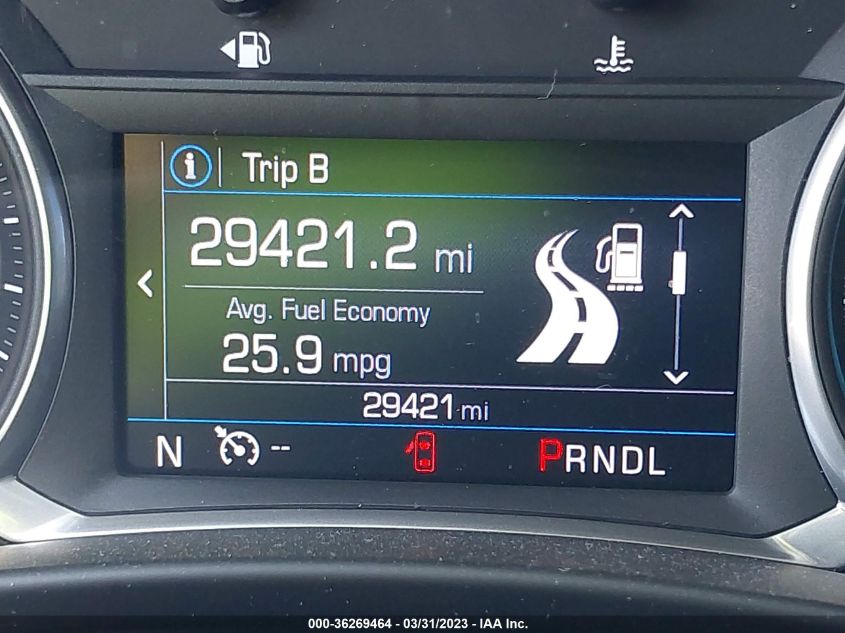 Trip B
29421.2 mi
Avg. Fuel Economy
25.9 mpg
29421 mi
N -- PRNDL
000-36269464 - 03/31/2023 - IAA Inc.